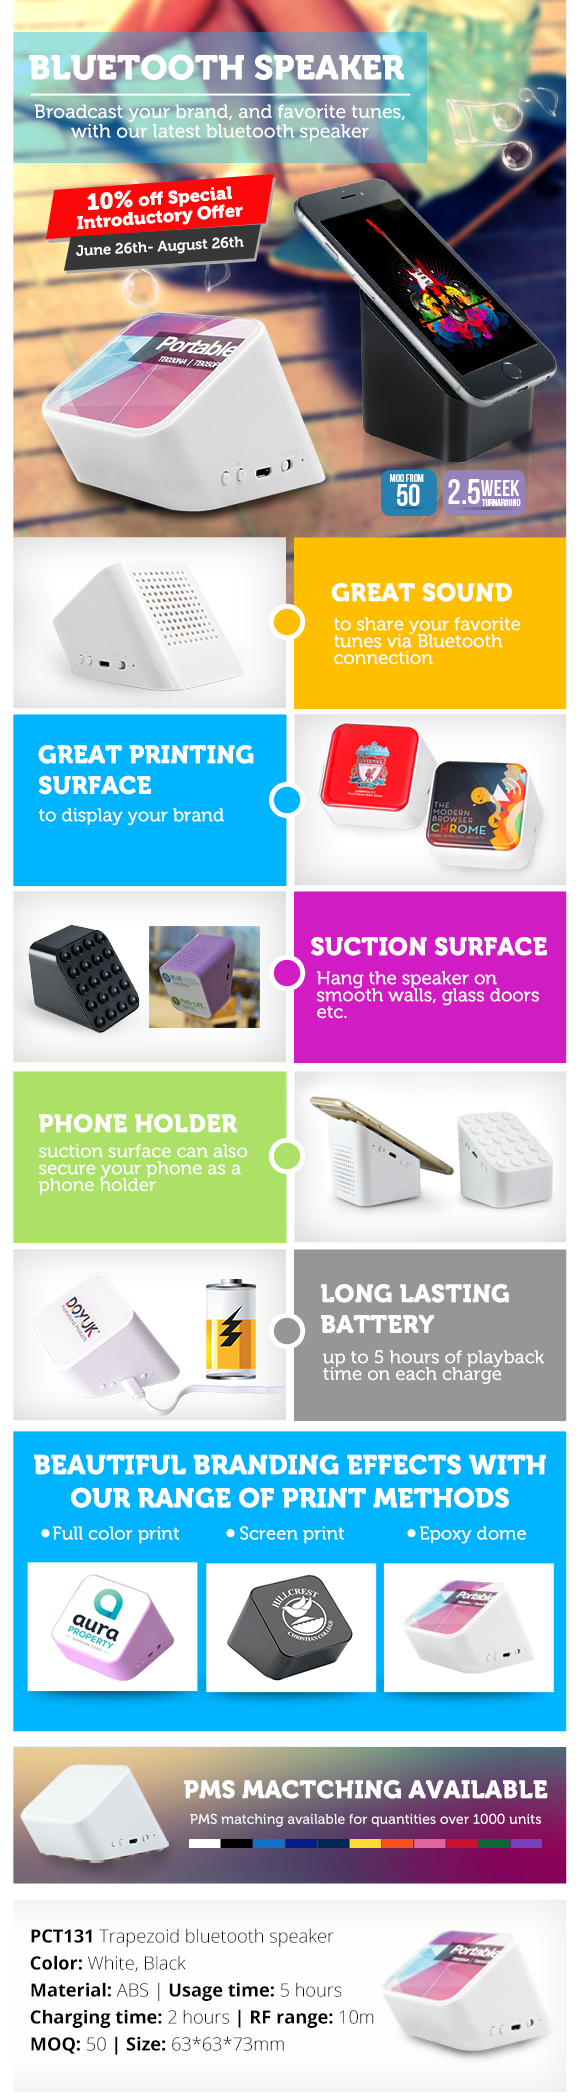 BLUETOOTH SPEAKER
Broadcast your brand, and favorite tunes,
with our latest bluetooth speaker
10% off Special
Introductory Offer
June 26th- August 26th
Portable
MOQ FROM
50
2.5 WEEK
TURNAROUND
GREAT SOUND
to share your favorite
tunes via Bluetooth
connection
GREAT PRINTING
SURFACE
to display your brand
LIVERPOOL
THE
MODERN
BROWSER
CHROME
SUCTION SURFACE
Hang the speaker on
smooth walls, glass doors
etc.
PHONE HOLDER
suction surface can also
secure your phone as a
phone holder
DOYUK
LONG LASTING
BATTERY
up to 5 hours of playback
time on each charge
BEAUTIFUL BRANDING EFFECTS WITH
OUR RANGE OF PRINT METHODS
•Full color print
• Screen print
• Epoxy dome
aura
PROPERTY
HILLCREST
CHRISTIAN COLLEGE
Portable
PMS MACTCHING AVAILABLE
PMS matching available for quantities over 1000 units
PCT131 Trapezoid bluetooth speaker
Color: White, Black
Material: ABS | Usage time: 5 hours
Charging time: 2 hours | RF range: 10m
MOQ: 50 | Size: 63*63*73mm
Portable